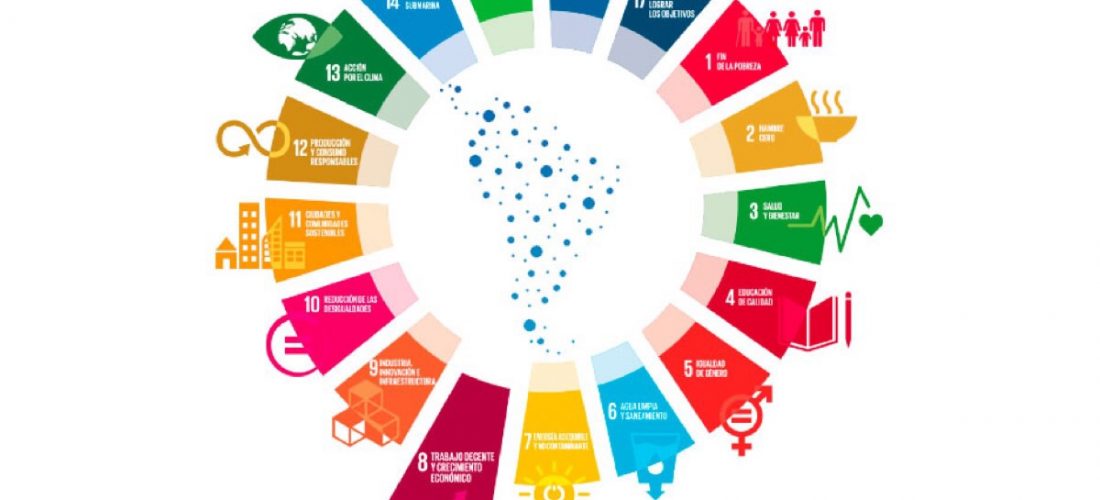 14
SUBMARINA
17
LOGRAR
LOS OBJETIVOS
1 FIN
DE LA POBREZA
2 HAMBRE
CERO
3 SALUD
Y BIENESTAR
4 EDUCACIÓN
DE CALIDAD
5 IGUALDAD
DE GÉNERO
6 AGUA LIMPIA
Y SANEAMIENTO
7 ENERGÍA ASEQUIBLE
Y NO CONTAMINANTE
8 TRABAJO DECENTE
Y CRECIMIENTO
ECONÓMICO
9 INDUSTRIA,
INNOVACIÓN E
INFRAESTRUCTURA
10 REDUCCIÓN DE LAS
DESIGUALDADES
11 CIUDADES Y
COMUNIDADES
SOSTENIBLES
12 PRODUCCIÓN
Y CONSUMO
RESPONSABLES
13 ACCIÓN
POR EL CLIMA